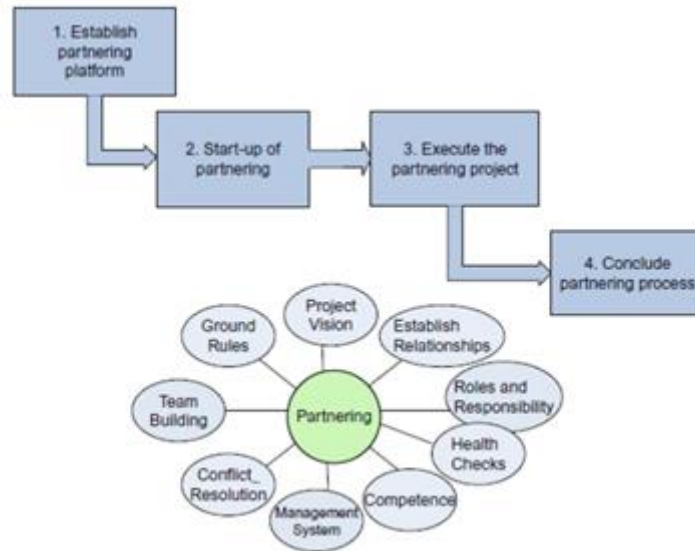 1. Establish
partnering
platform
2. Start-up of
partnering
3. Execute the
partnering project
4. Conclude
partnering process
Project
Vision
Ground
Rules
Establish
Relationships
Team
Building
Partnering
Roles and
Responsibility
Health
Checks
Conflict_
Resolution
Management
System
Competence